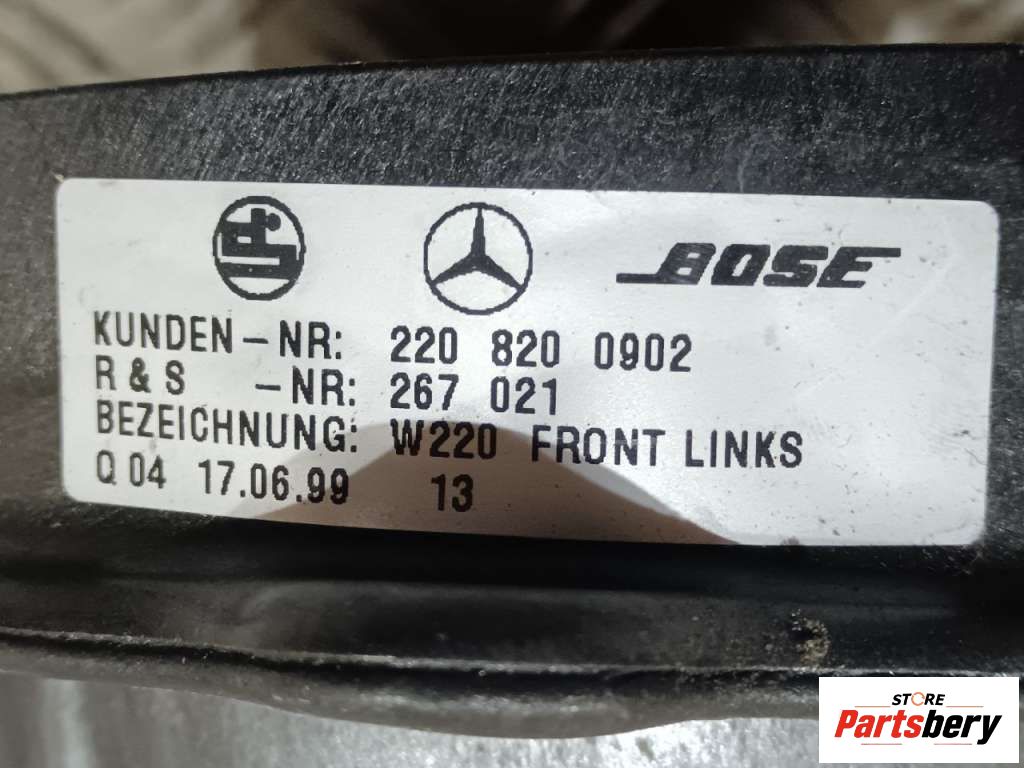 BOSE
KUNDEN-NR: 220 820 0902
R & S -NR: 267 021
BEZEICHNUNG: W220 FRONT LINKS
Q 04 17.06.99 13
STORE
Partsbery